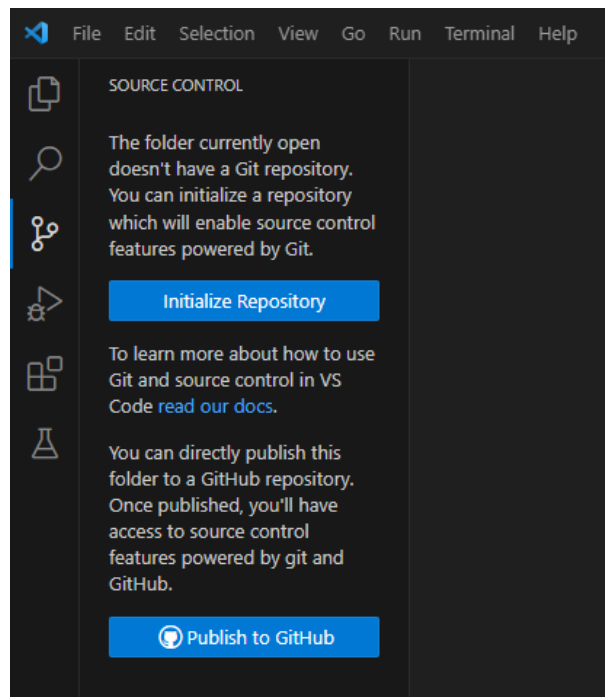 File Edit Selection View Go Run Terminal Help
SOURCE CONTROL
The folder currently open
doesn't have a Git repository.
You can initialize a repository
which will enable source control
features powered by Git.
Initialize Repository
To learn more about how to use
Git and source control in VS
Code read our docs.
You can directly publish this
folder to a GitHub repository.
Once published, you'll have
access to source control
features powered by git and
GitHub.
Publish to GitHub